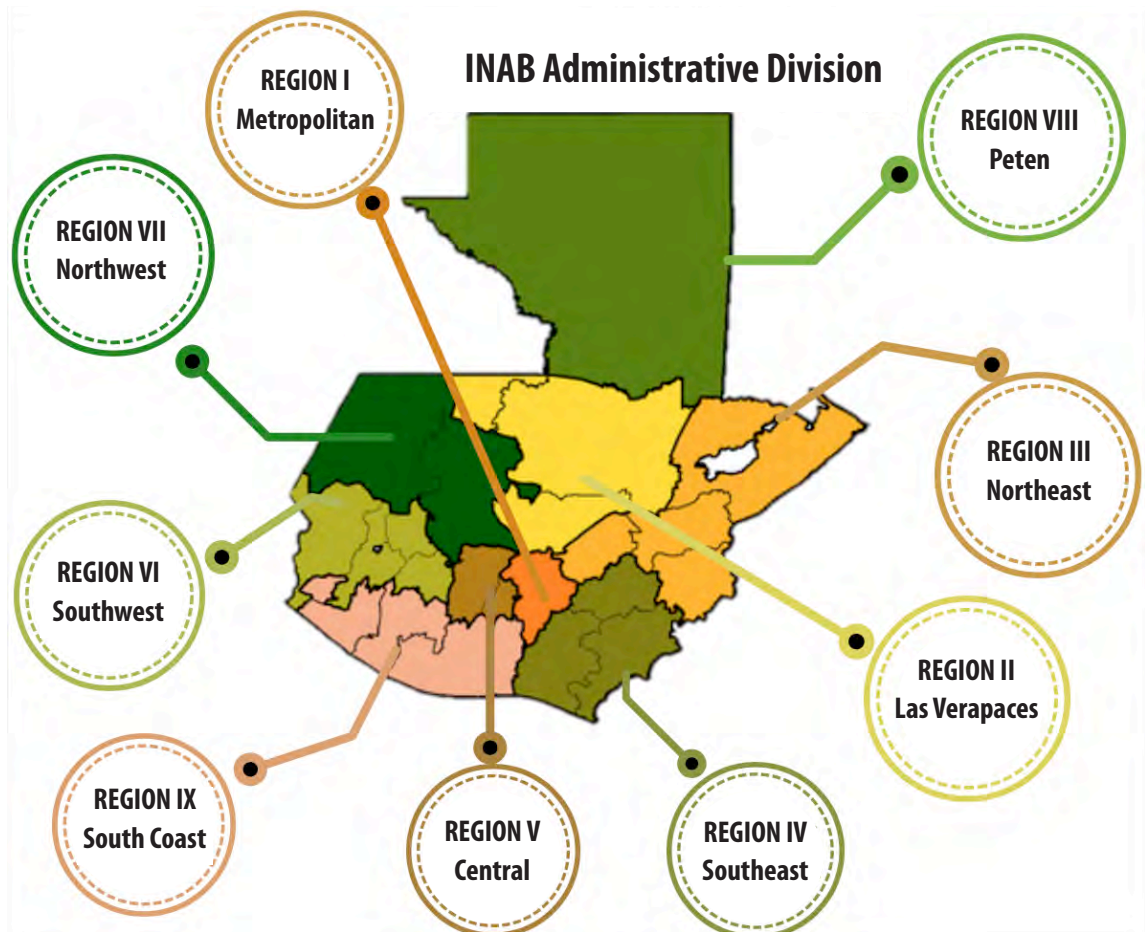 INAB Administrative Division
REGION I
Metropolitan
REGION VIII
Peten
REGION VII
Northwest
REGION III
Northeast
REGION VI
Southwest
REGION II
Las Verapaces
REGION IX
South Coast
REGION V
Central
REGION IV
Southeast